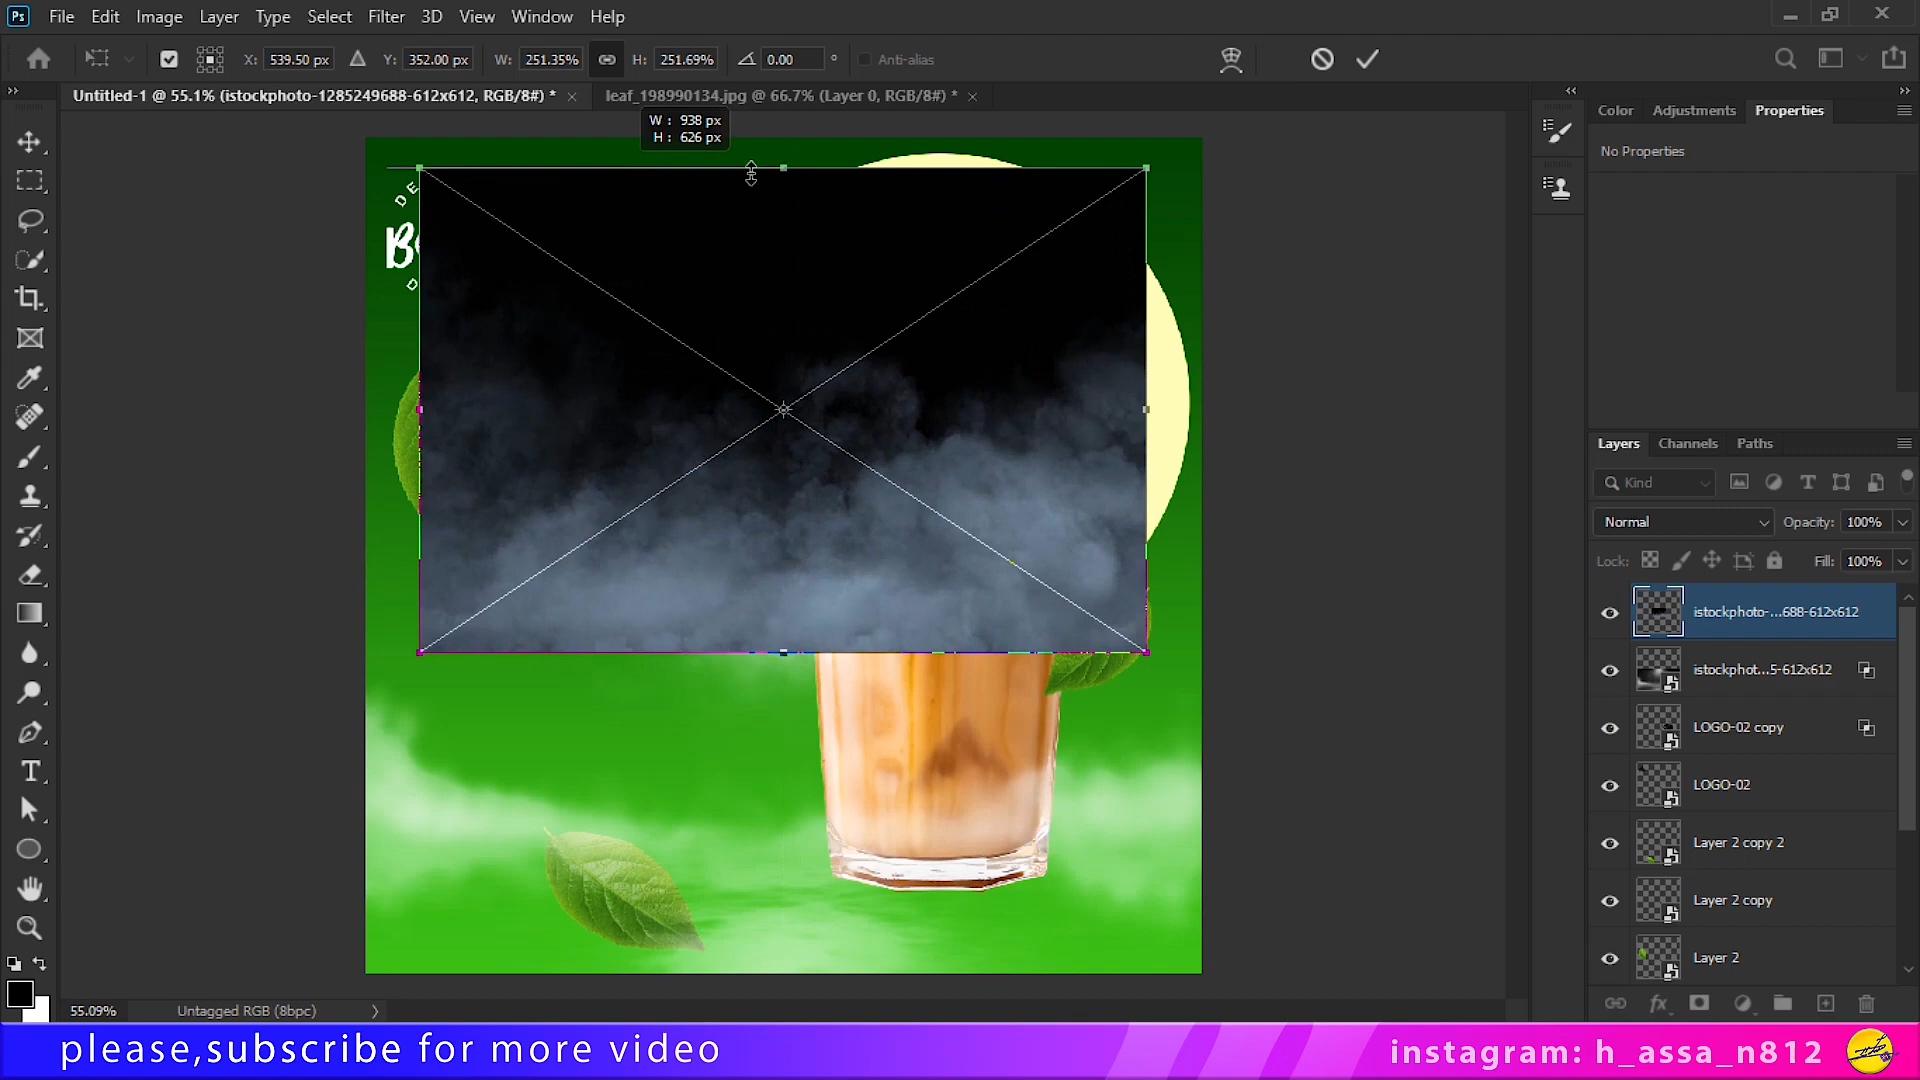 Ps File Edit Image Layer Type Select Filter 3D View Window Help
X: 539.50 px Y: 352.00 px W: 251.35% H: 251.69% 0.00 ° Anti-alias
Untitled-1 @ 55.1% (istockphoto-1285249688-612x612, RGB/8#) * × leaf_198990134.jpg @ 66.7% (Layer 0, RGB/8#) * ×
W : 938 px
H : 626 px
Color Adjustments Properties
No Properties
DE
Layers Channels Paths
Kind
Normal Opacity: 100%
Lock: Fill: 100%
istockphoto-...688-612x612
istockphot...5-612x612
LOGO-02 copy
LOGO-02
Layer 2 copy 2
Layer 2 copy
Layer 2
55.09% Untagged RGB (8bpc)
please,subscribe for more video
instagram: h_assa_n812